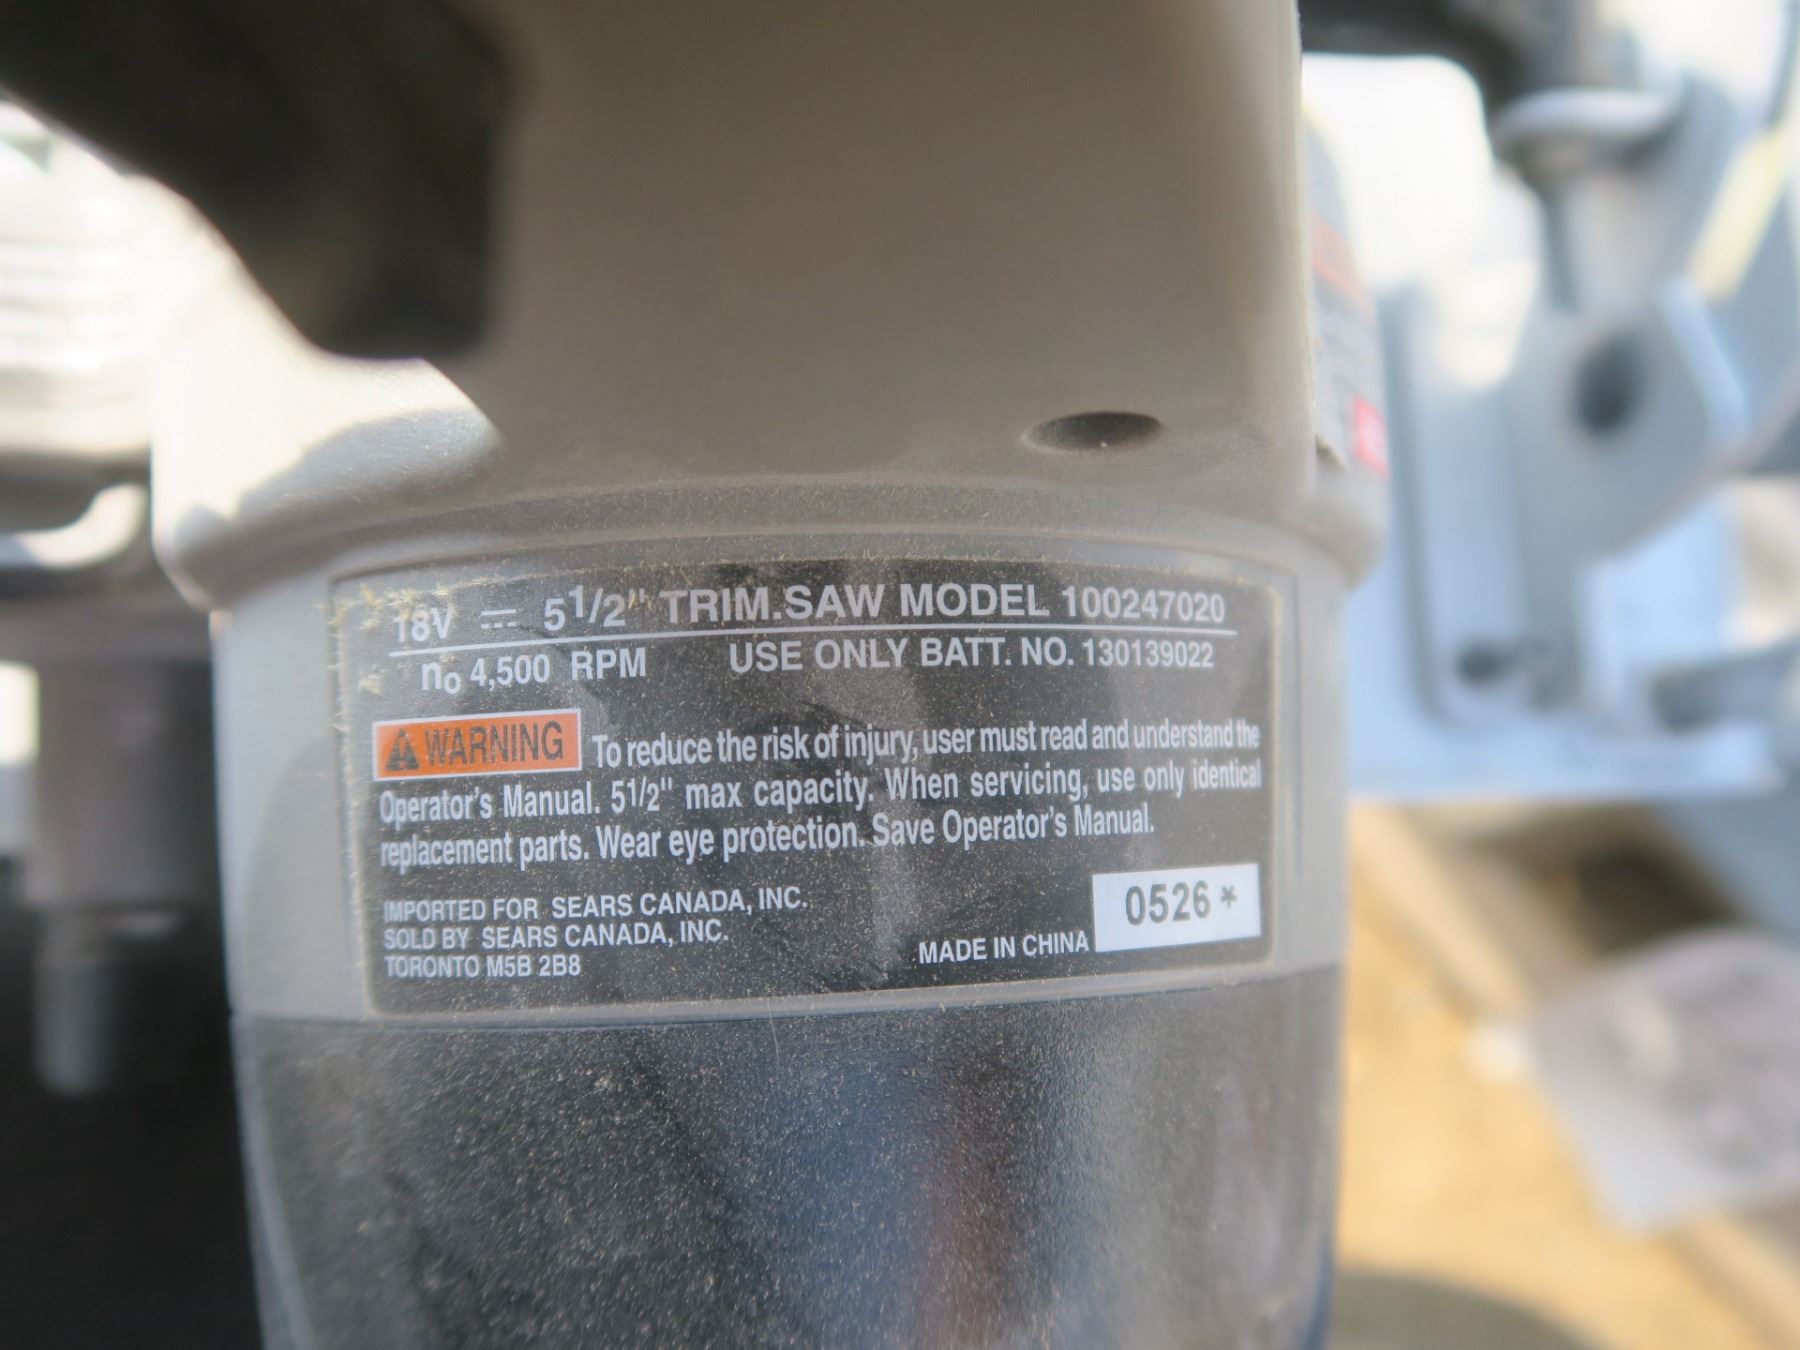 18V ⎓ 5 1/2" TRIM.SAW MODEL 100247020
no 4,500 RPM USE ONLY BATT. NO. 130139022
WARNING To reduce the risk of injury, user must read and understand the
Operator's Manual. 51/2" max capacity. When servicing, use only identical
replacement parts. Wear eye protection. Save Operator's Manual.
IMPORTED FOR SEARS CANADA, INC.
SOLD BY SEARS CANADA, INC.
TORONTO M5B 2B8
MADE IN CHINA
0526 *